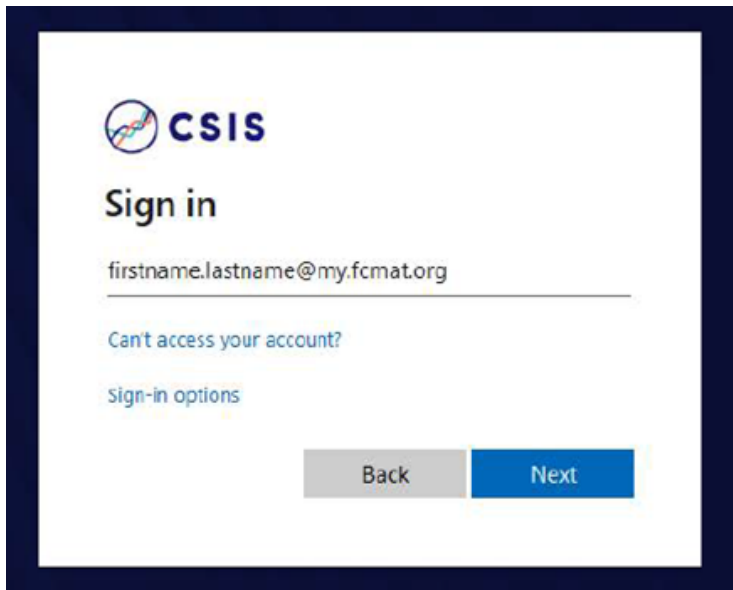 CSIS
Sign in
firstname.lastname@my.fcmat.org
Can't access your account?
Sign-in options
Back
Next